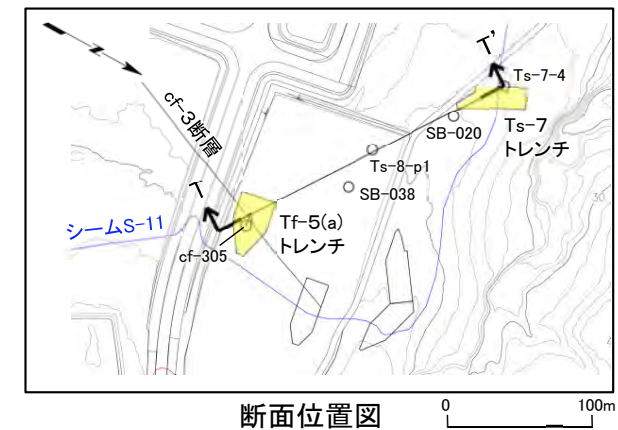 N
T'
Ts-7-4
cf-3断層
SB-020
Ts-7
トレンチ
Ts-8-p1
T
SB-038
シームS-11
Tf-5(a)
トレンチ
cf-305
30
断面位置図
0 100m